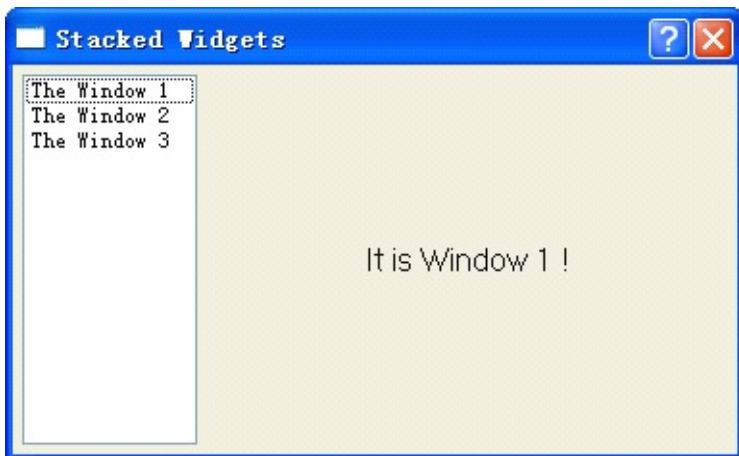 Stacked Widgets
The Window 1
The Window 2
The Window 3
It is Window 1 !